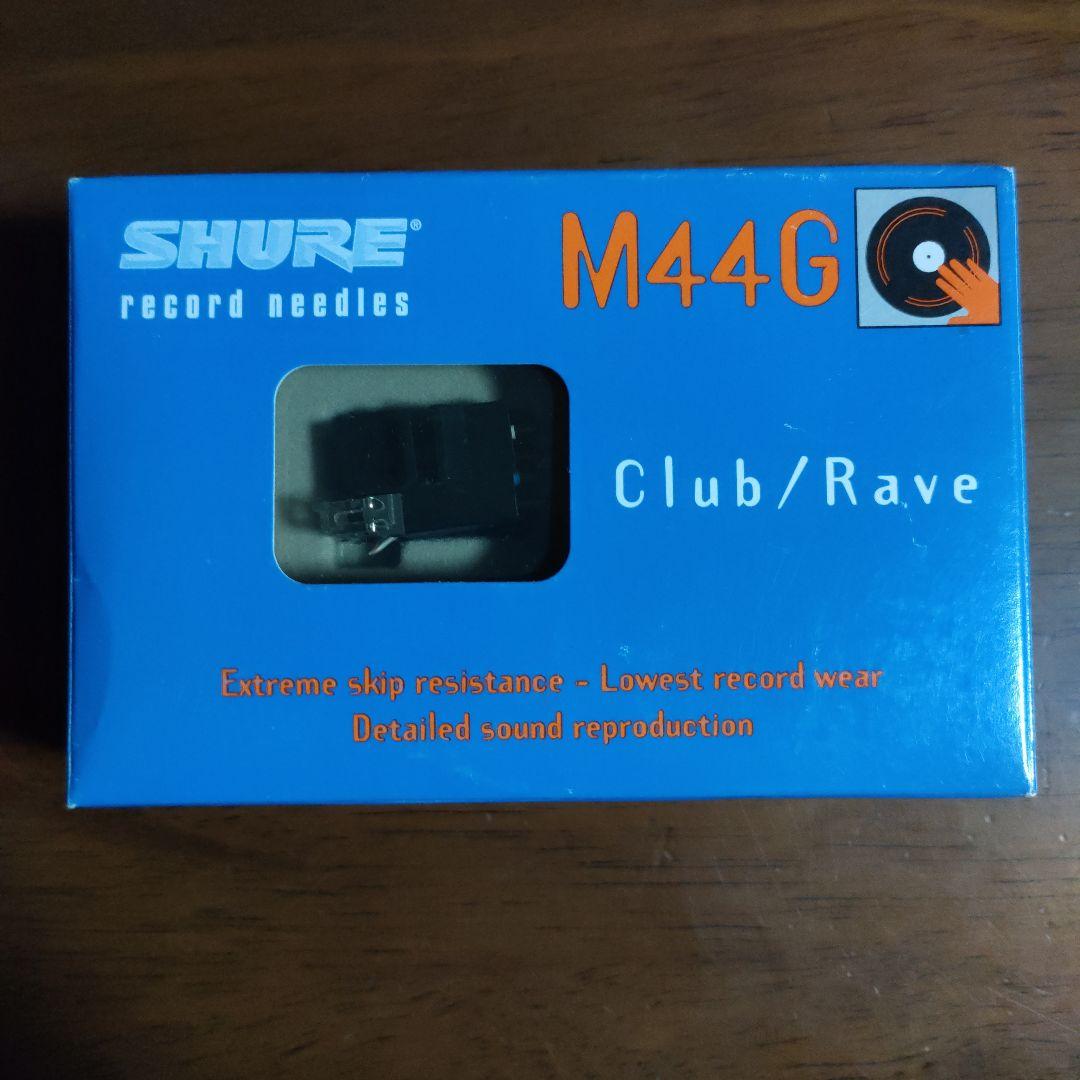 SHURE®
record needles
M44G
Club/Rave
Extreme skip resistance - Lowest record wear
Detailed sound reproduction